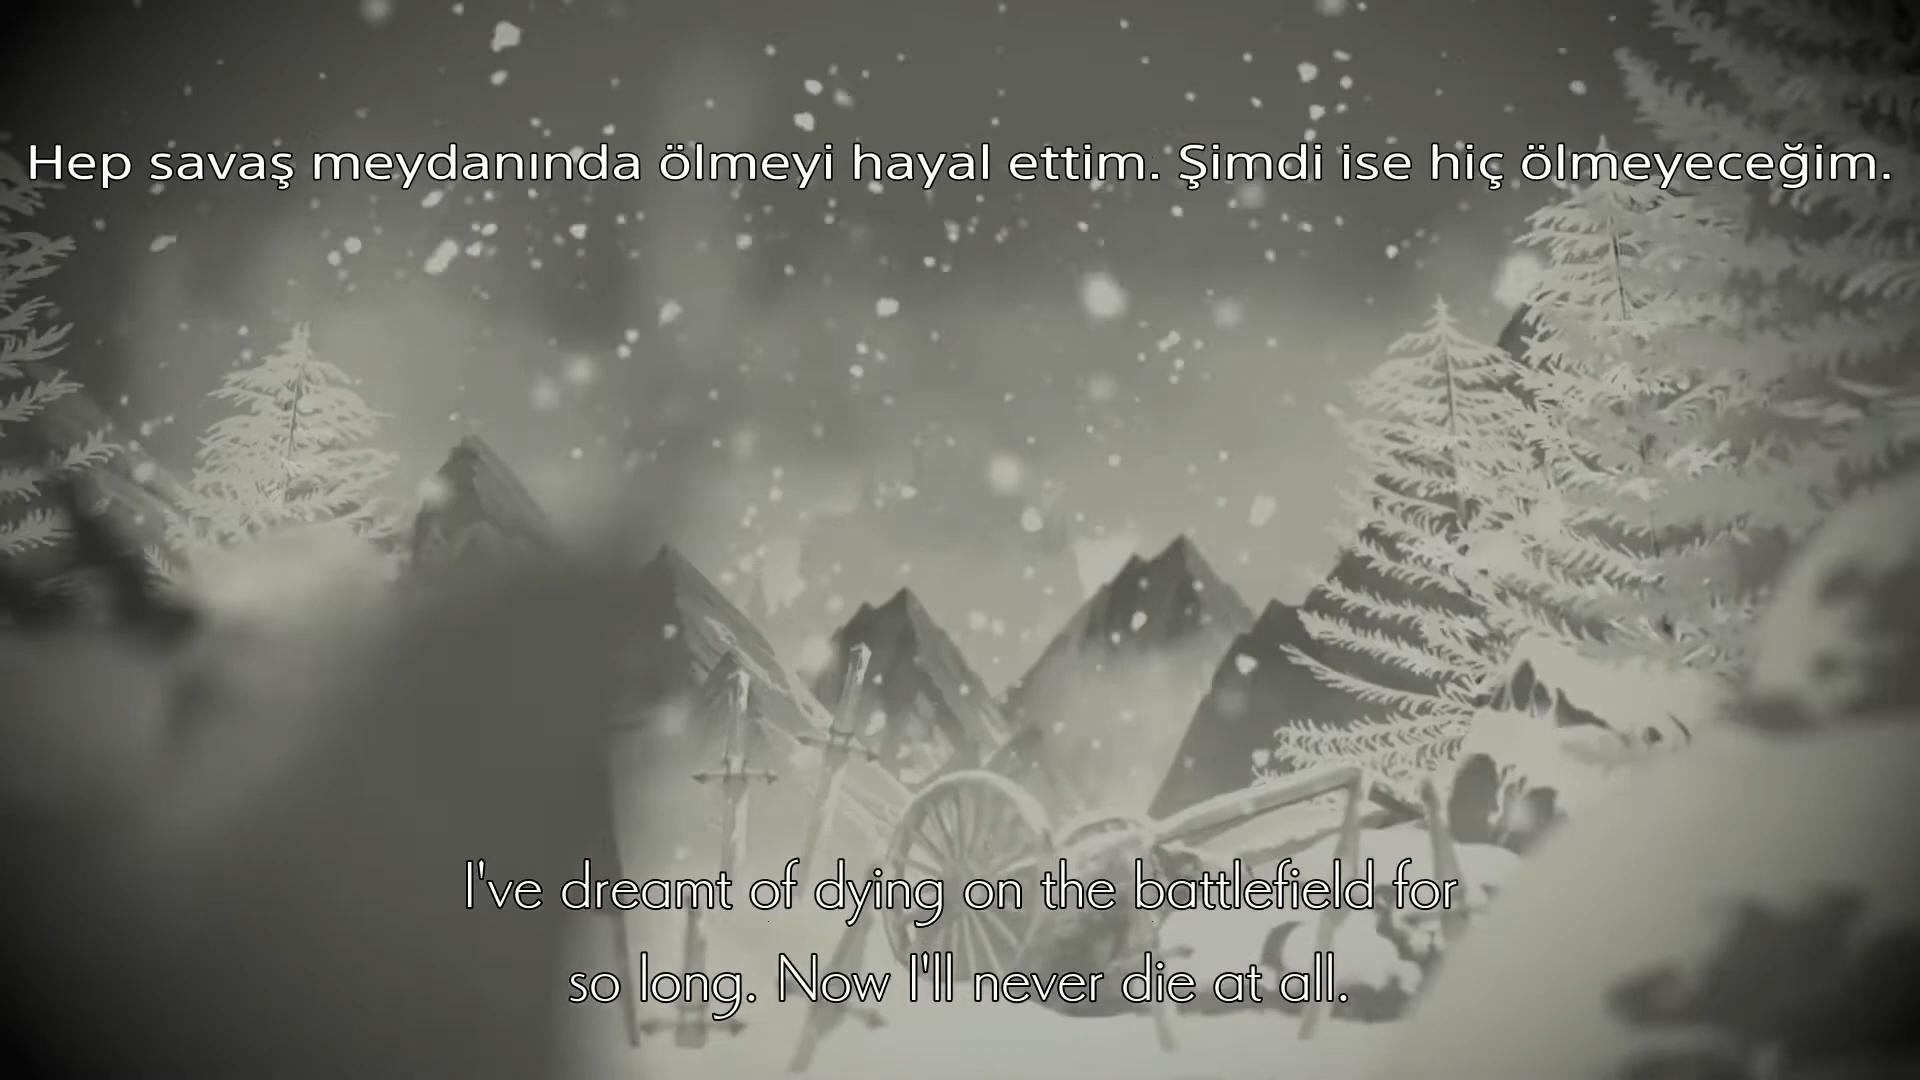 Hep savaş meydanında ölmeyi hayal ettim. Şimdi ise hiç ölmeyeceğim.
I've dreamt of dying on the battlefield for
so long. Now I'll never die at all.